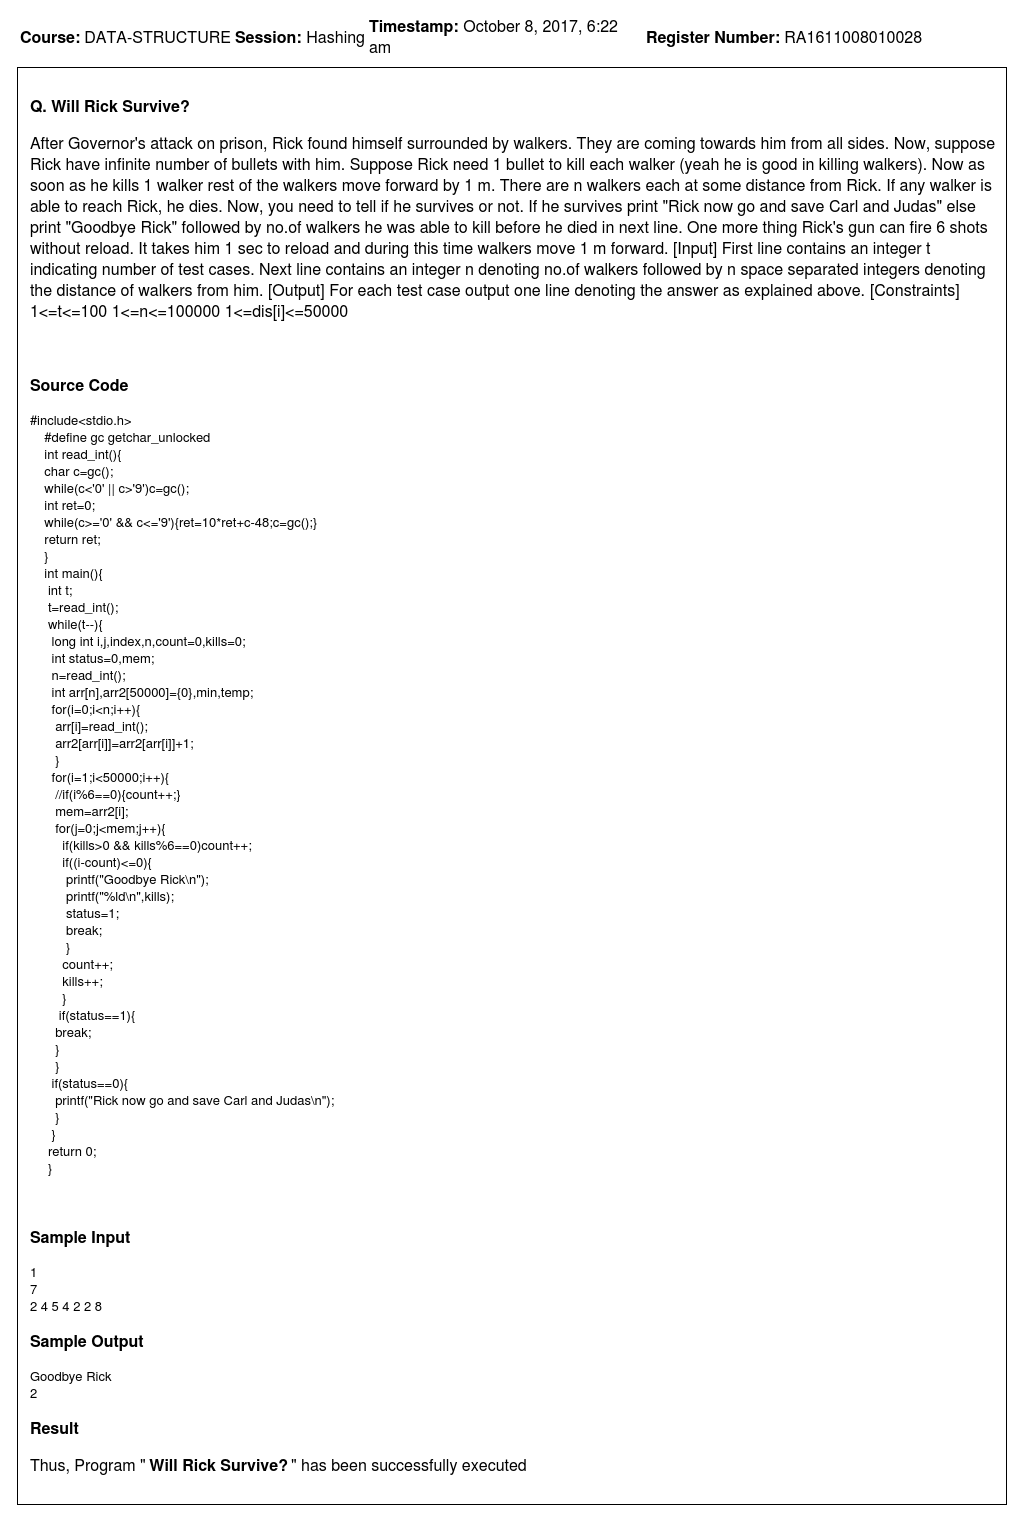 Course: DATA-STRUCTURE Session: Hashing Timestamp: October 8, 2017, 6:22 am Register Number: RA1611008010028
Q. Will Rick Survive?
After Governor's attack on prison, Rick found himself surrounded by walkers. They are coming towards him from all sides. Now, suppose
Rick have infinite number of bullets with him. Suppose Rick need 1 bullet to kill each walker (yeah he is good in killing walkers). Now as
soon as he kills 1 walker rest of the walkers move forward by 1 m. There are n walkers each at some distance from Rick. If any walker is
able to reach Rick, he dies. Now, you need to tell if he survives or not. If he survives print "Rick now go and save Carl and Judas" else
print "Goodbye Rick" followed by no.of walkers he was able to kill before he died in next line. One more thing Rick's gun can fire 6 shots
without reload. It takes him 1 sec to reload and during this time walkers move 1 m forward. [Input] First line contains an integer t
indicating number of test cases. Next line contains an integer n denoting no.of walkers followed by n space separated integers denoting
the distance of walkers from him. [Output] For each test case output one line denoting the answer as explained above. [Constraints]
1<=t<=100 1<=n<=100000 1<=dis[i]<=50000
Source Code
#include<stdio.h>
#define gc getchar_unlocked
int read_int(){
char c=gc();
while(c<'0' || c>'9')c=gc();
int ret=0;
while(c>='0' && c<='9'){ret=10*ret+c-48;c=gc();}
return ret;
}
int main(){
int t;
t=read_int();
while(t--){
long int i,j,index,n,count=0,kills=0;
int status=0,mem;
n=read_int();
int arr[n],arr2[50000]={0},min,temp;
for(i=0;i<n;i++){
arr[i]=read_int();
arr2[arr[i]]=arr2[arr[i]]+1;
}
for(i=1;i<50000;i++){
//if(i%6==0){count++;}
mem=arr2[i];
for(j=0;j<mem;j++){
if(kills>0 && kills%6==0)count++;
if((i-count)<=0){
printf("Goodbye Rick\n");
printf("%ld\n",kills);
status=1;
break;
}
count++;
kills++;
}
if(status==1){
break;
}
}
if(status==0){
printf("Rick now go and save Carl and Judas\n");
}
}
return 0;
}
Sample Input
1
7
2 4 5 4 2 2 8
Sample Output
Goodbye Rick
2
Result
Thus, Program " Will Rick Survive? " has been successfully executed